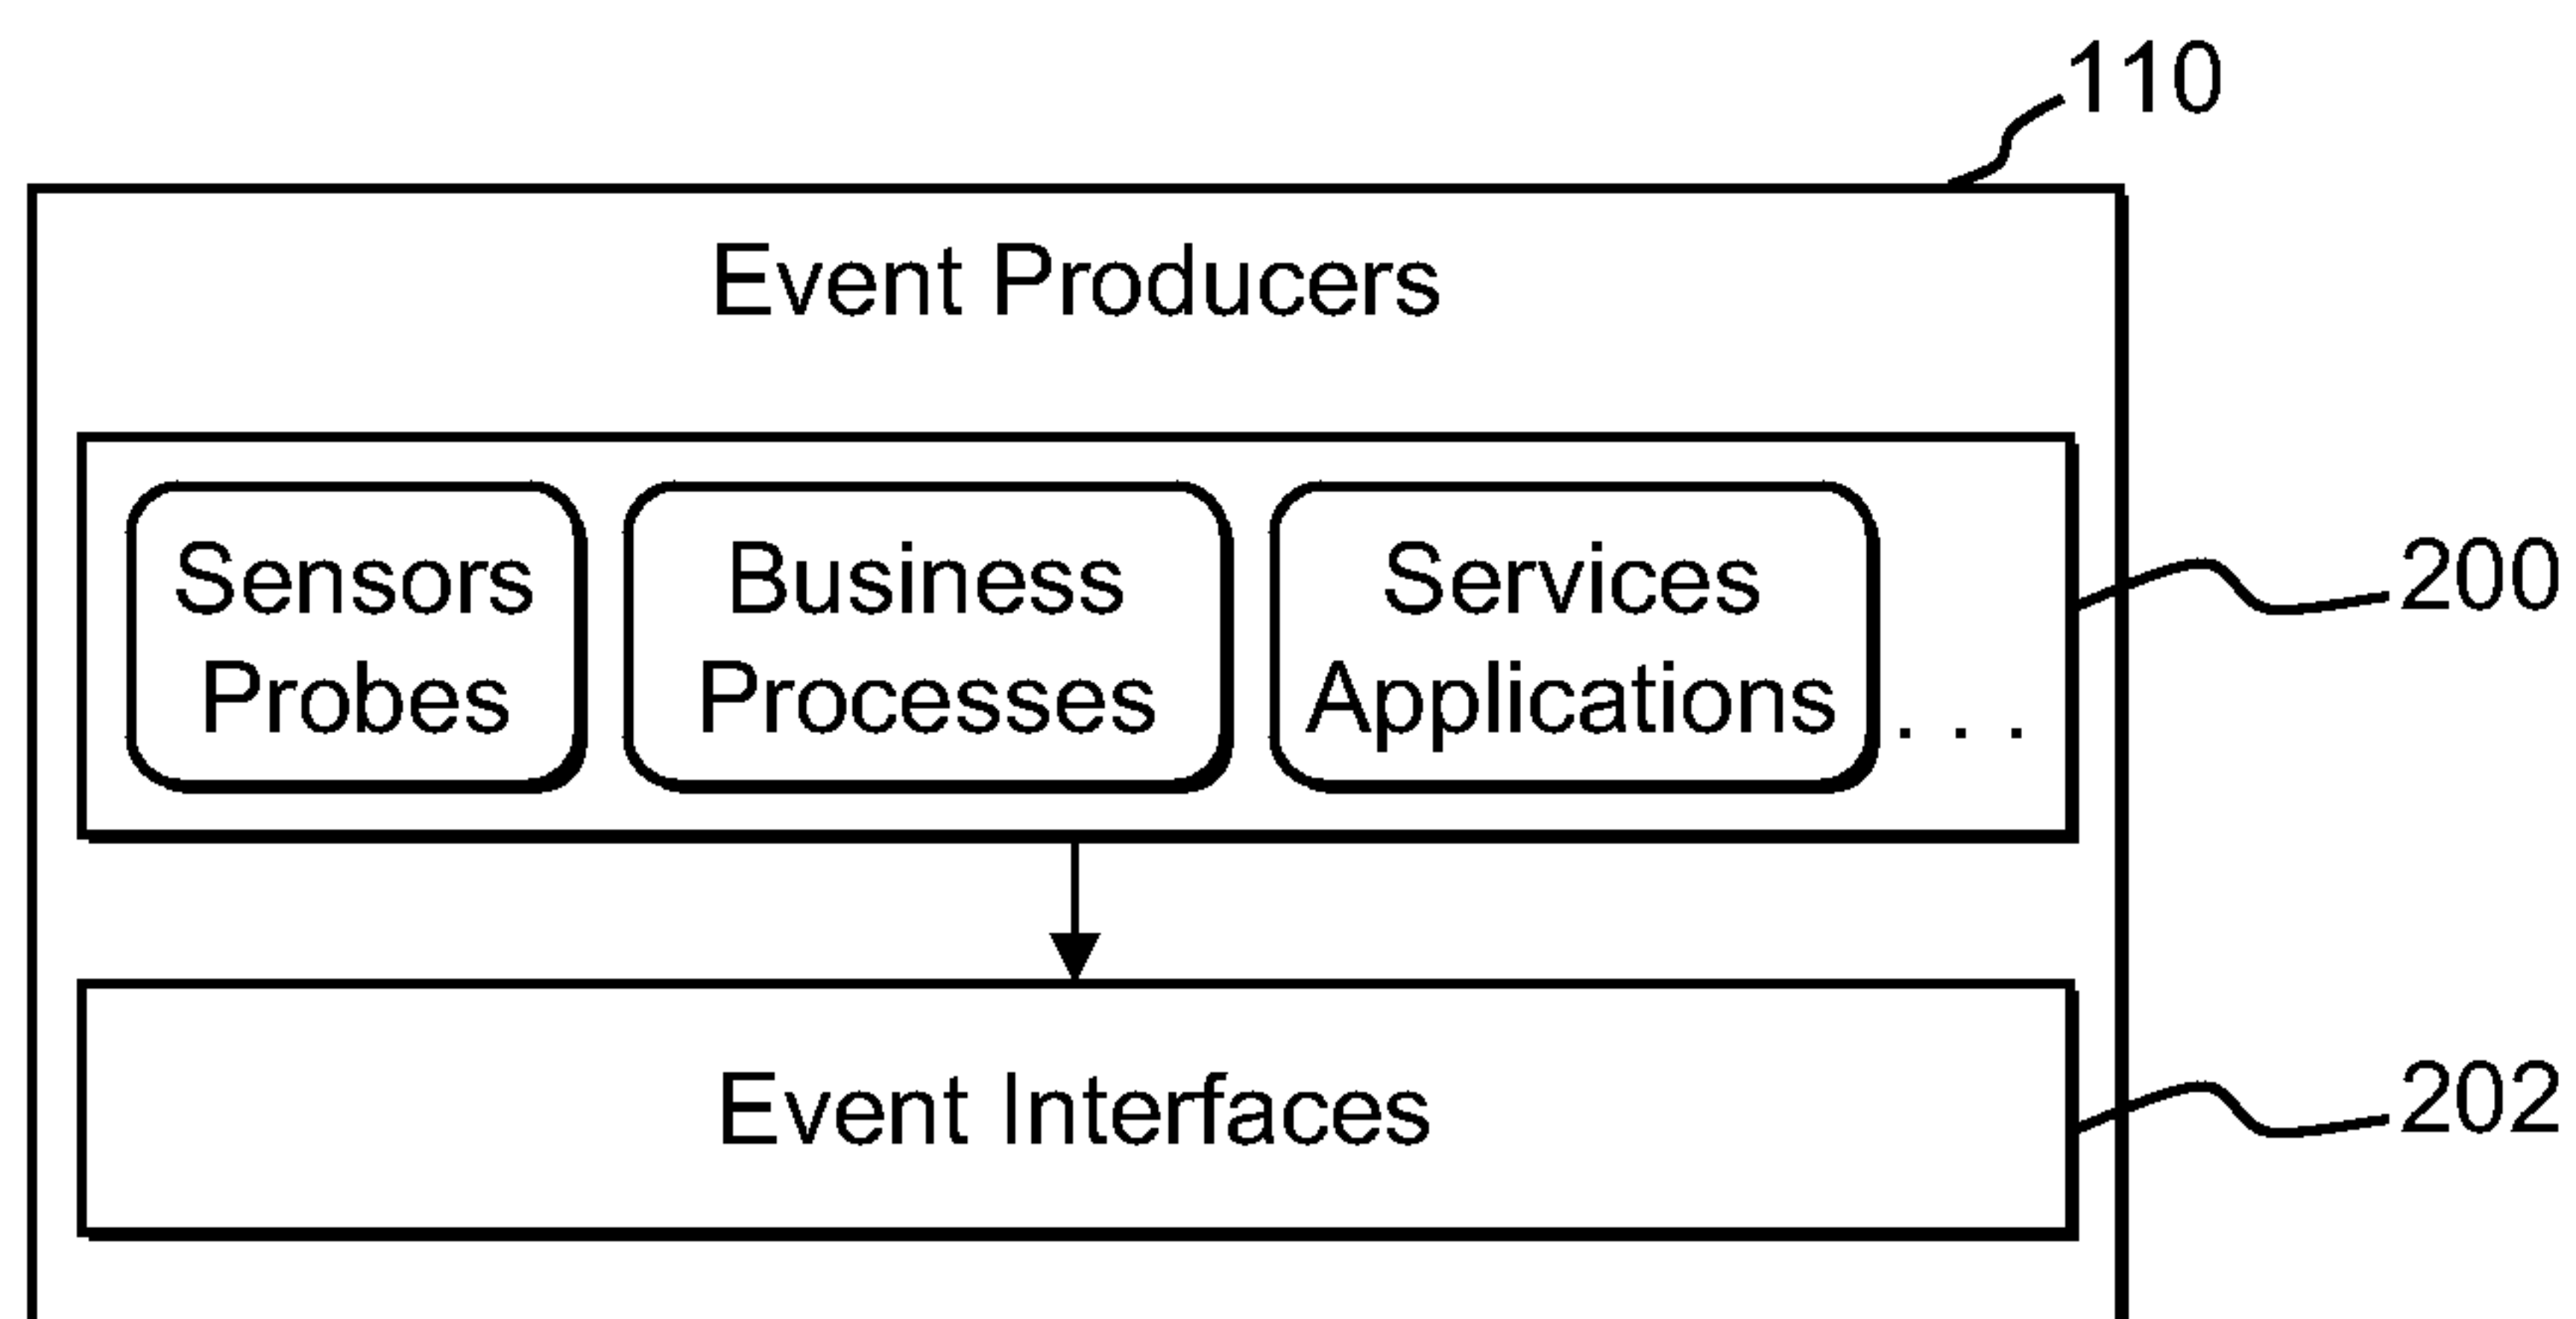 110
Event Producers
Sensors
Probes
Business
Processes
Services
Applications
. . .
200
Event Interfaces
202